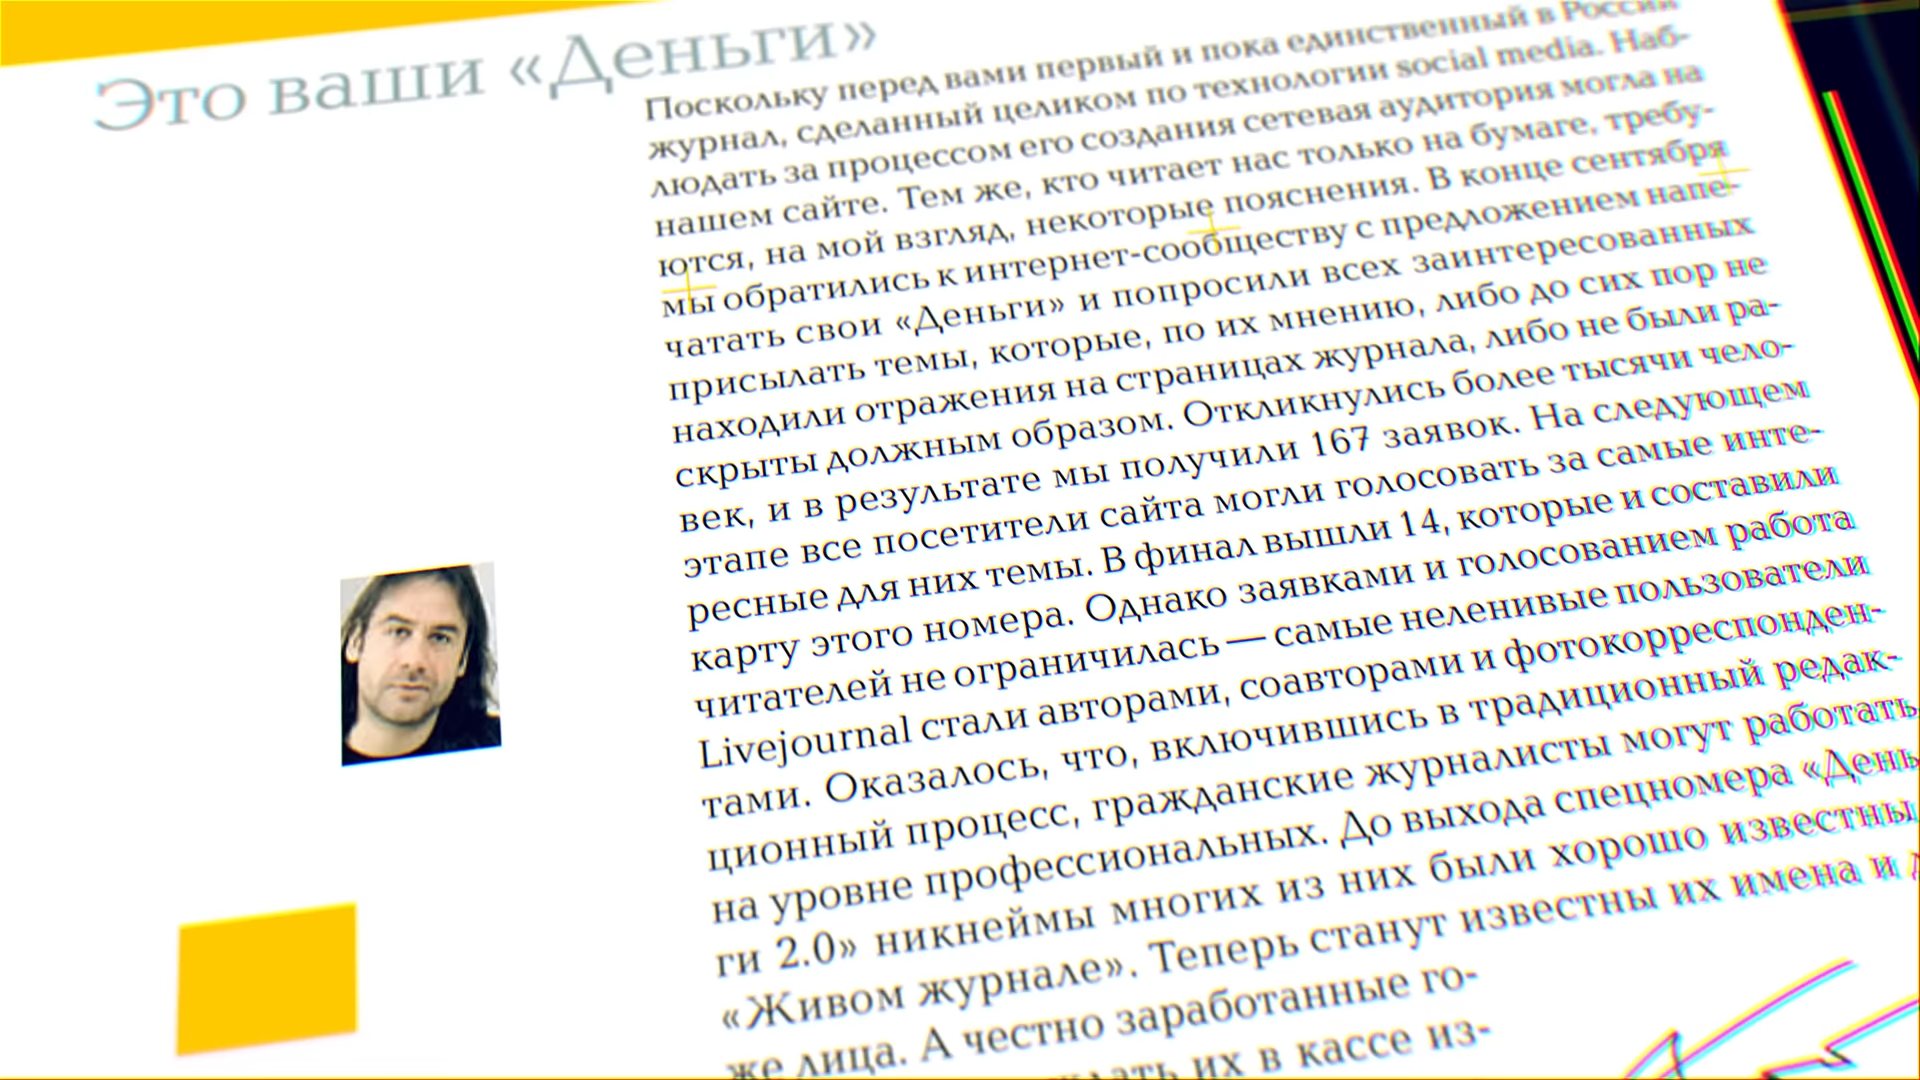 Это ваши «Деньги»
Поскольку перед вами первый и пока единственный в России
журнал, сделанный целиком по технологии social media. Наб-
людать за процессом его создания сетевая аудитория могла на
нашем сайте. Тем же, кто читает нас только на бумаге, требу-
ются, на мой взгляд, некоторые пояснения. В конце сентября
мы обратились к интернет-сообществу с предложением напе-
чатать свои «Деньги» и попросили всех заинтересованных
присылать темы, которые, по их мнению, либо до сих пор не
находили отражения на страницах журнала, либо не были ра-
скрыты должным образом. Откликнулись более тысячи чело-
век, и в результате мы получили 167 заявок. На следующем
этапе все посетители сайта могли голосовать за самые инте-
ресные для них темы. В финал вышли 14, которые и составили
карту этого номера. Однако заявками и голосованием работа
читателей не ограничилась — самые неленивые пользователи
Livejournal стали авторами, соавторами и фотокорреспонден-
тами. Оказалось, что, включившись в традиционный редак-
ционный процесс, гражданские журналисты могут работать
на уровне профессиональных. До выхода спецномера «День
ги 2.0» никнеймы многих из них были хорошо известны
«Живом журнале». Теперь станут известны их имена и
же лица. А честно заработанные го-
их в кассе из-